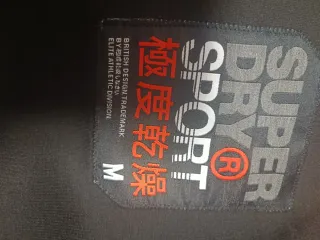 SUPER
DRY®
SPORT
極度乾燥
BRITISH DESIGN TRADEMARK
ELITE ATHLETIC DIVISION
M